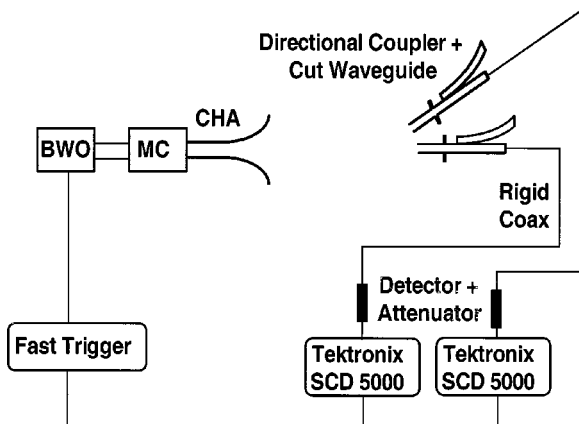 Directional Coupler +
Cut Waveguide
CHA
BWO
MC
Rigid
Coax
Detector +
Attenuator
Fast Trigger
Tektronix
SCD 5000
Tektronix
SCD 5000